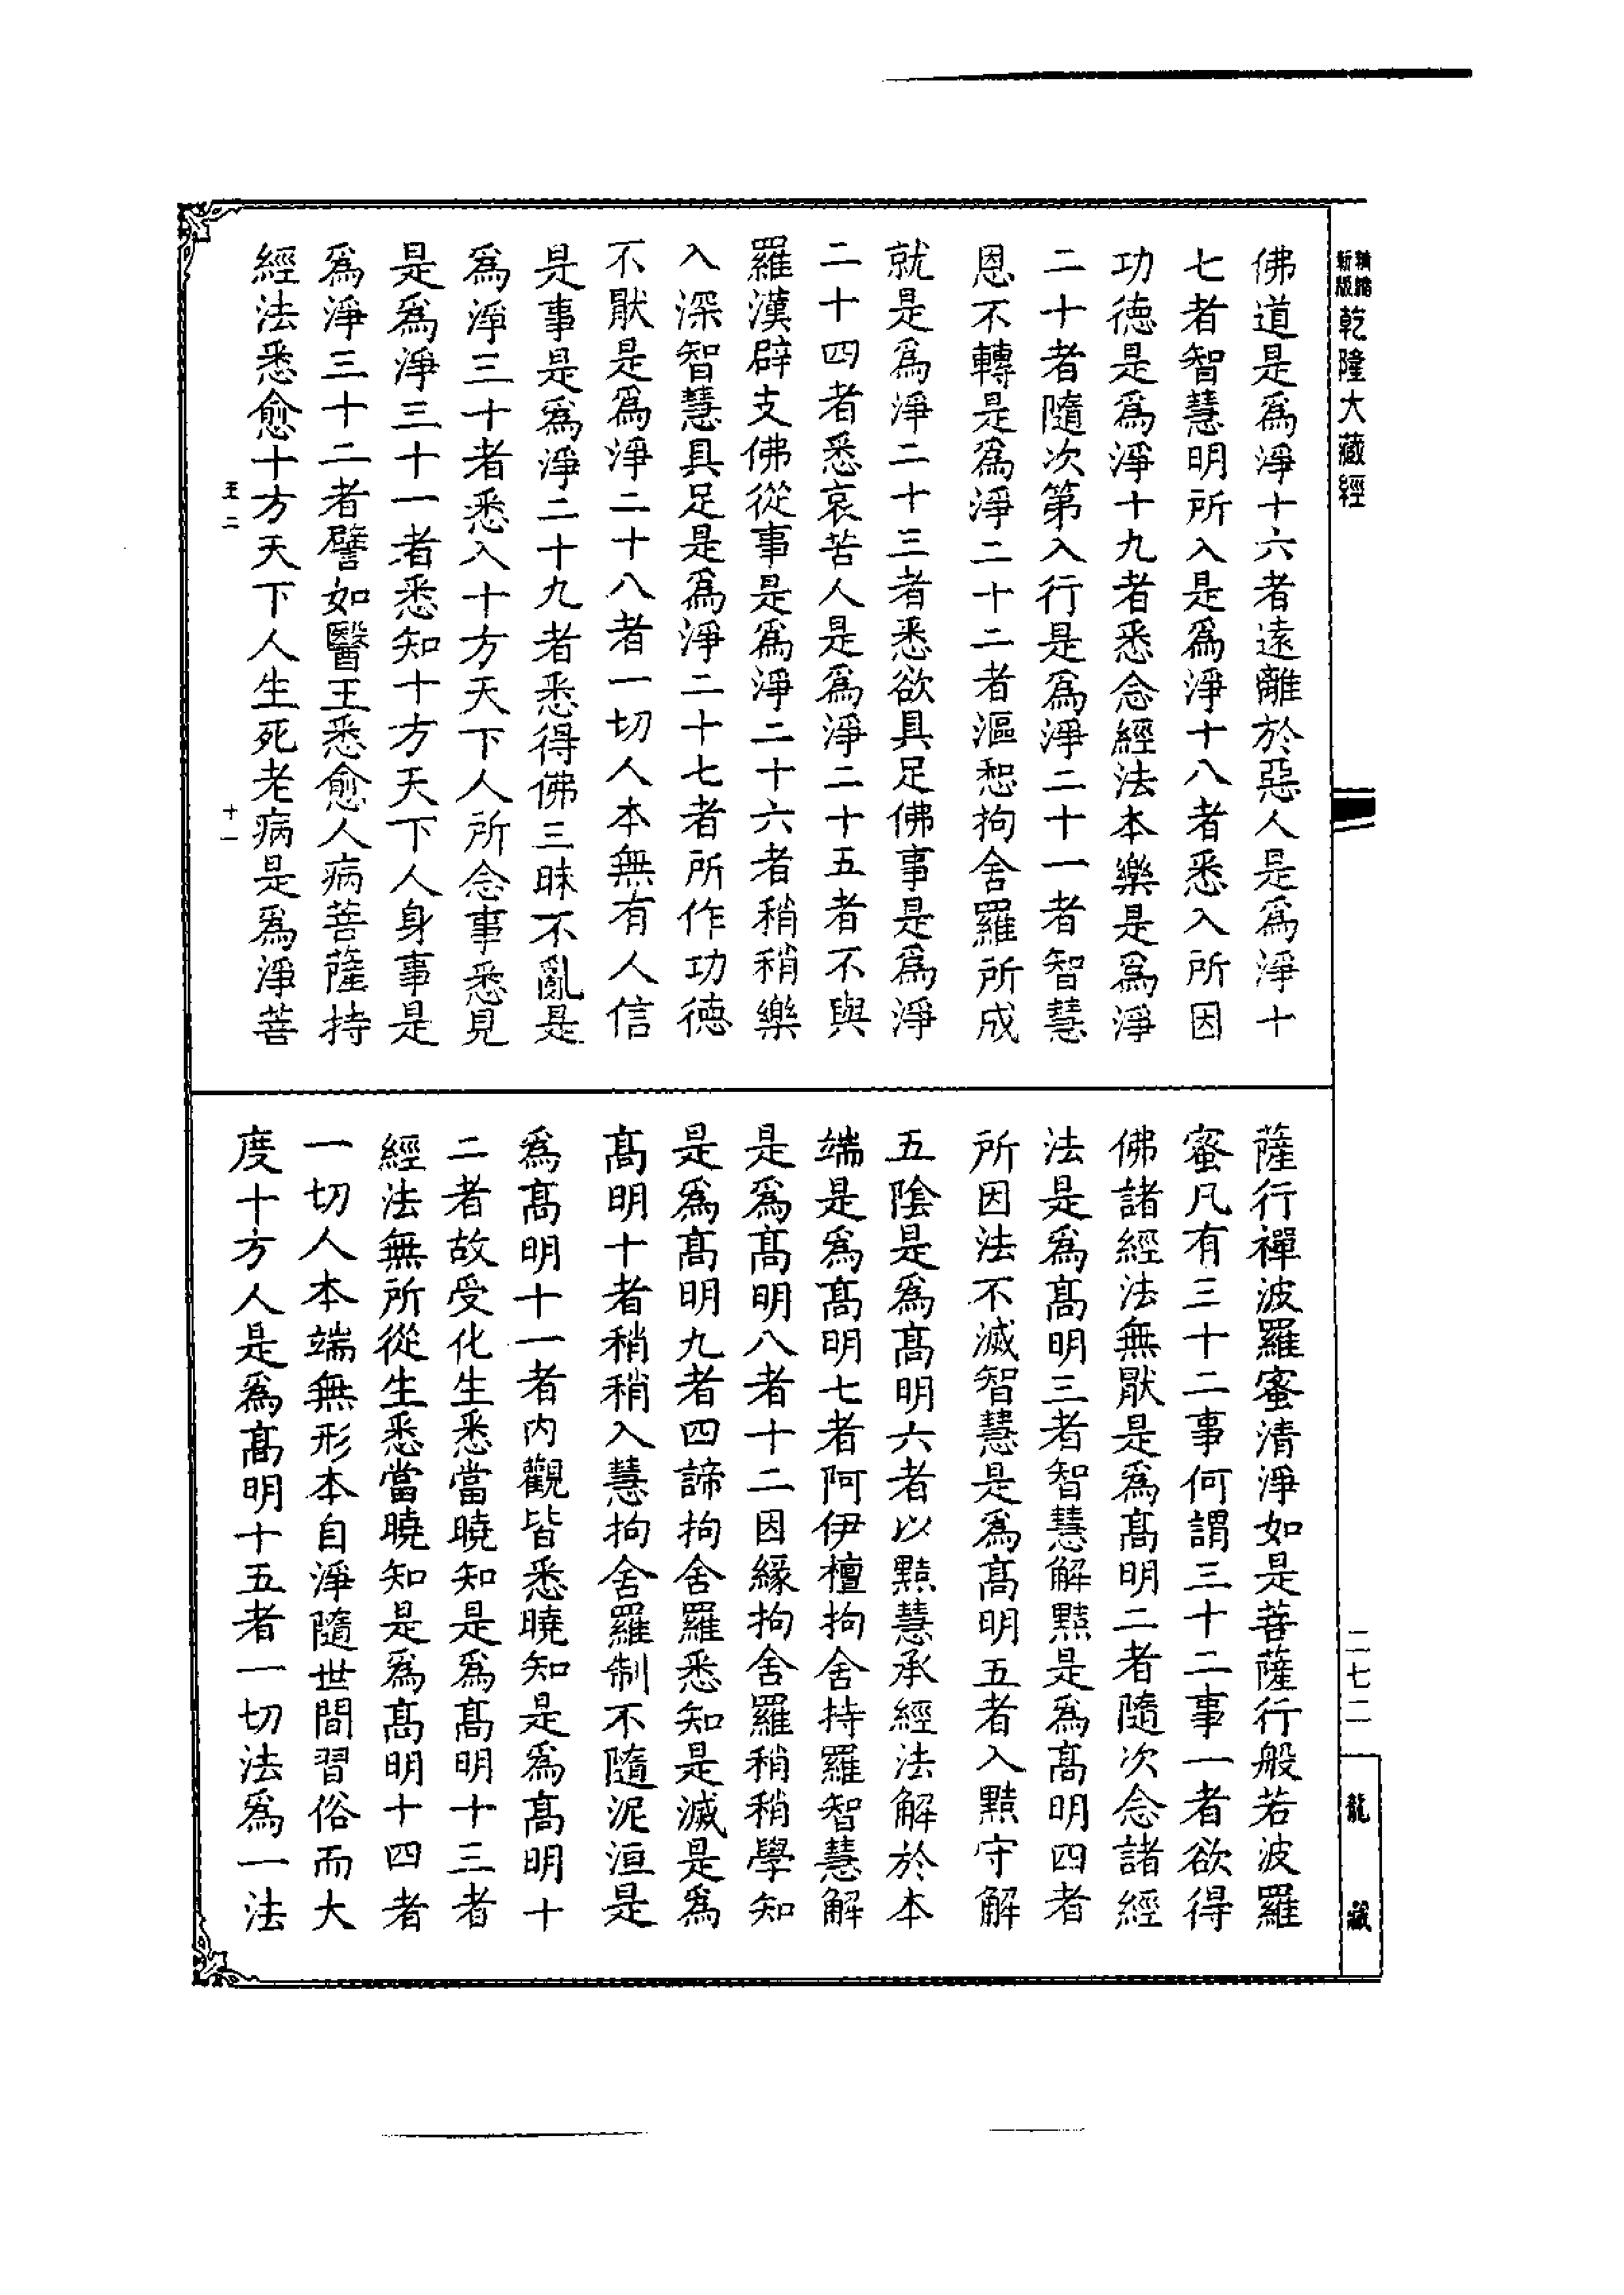 精縮新版乾隆大藏經
佛道是爲淨十六者遠離於惡人是爲淨十
七者智慧明所入是爲淨十八者悉入所因
功德是爲淨十九者悉念經法本樂是爲淨
二十者隨次第入行是爲淨二十一者智慧
恩不轉是爲淨二十二者漚惒拘舍羅所成
就是爲淨二十三者悉欲具足佛事是爲淨
二十四者悉哀苦人是爲淨二十五者不與
羅漢辟支佛從事是爲淨二十六者稍稍樂
入深智慧具足是爲淨二十七者所作功德
不厭是爲淨二十八者一切人本無有人信
是事是爲淨二十九者悉得佛三昧不亂是
爲淨三十者悉入十方天下人所念事悉見
是爲淨三十一者悉知十方天下人身事是
爲淨三十二者譬如醫王悉愈人病菩薩持
經法悉愈十方天下人生死老病是爲淨菩
十一
薩行禪波羅蜜清淨如是菩薩行般若波羅
蜜凡有三十二事何謂三十二事一者欲得
佛諸經法無厭是爲髙明二者隨次念諸經
法是爲髙明三者智慧解黠是爲髙明四者
所因法不滅智慧是爲髙明五者入黠守解
五陰是爲髙明六者以黠慧承經法解於本
端是爲髙明七者阿伊檀拘舍持羅智慧解
是爲髙明八者十二因緣拘舍羅稍稍學知
是爲髙明九者四諦拘舍羅悉知是滅是爲
髙明十者稍稍入慧拘舍羅制不隨泥洹是
爲髙明十一者內觀皆悉曉知是爲髙明十
二者故受化生悉當曉知是爲髙明十三者
經法無所從生悉當曉知是爲髙明十四者
一切人本端無形本自淨隨世間習俗而大
度十方人是爲髙明十五者一切法爲一法
二七二
龍藏